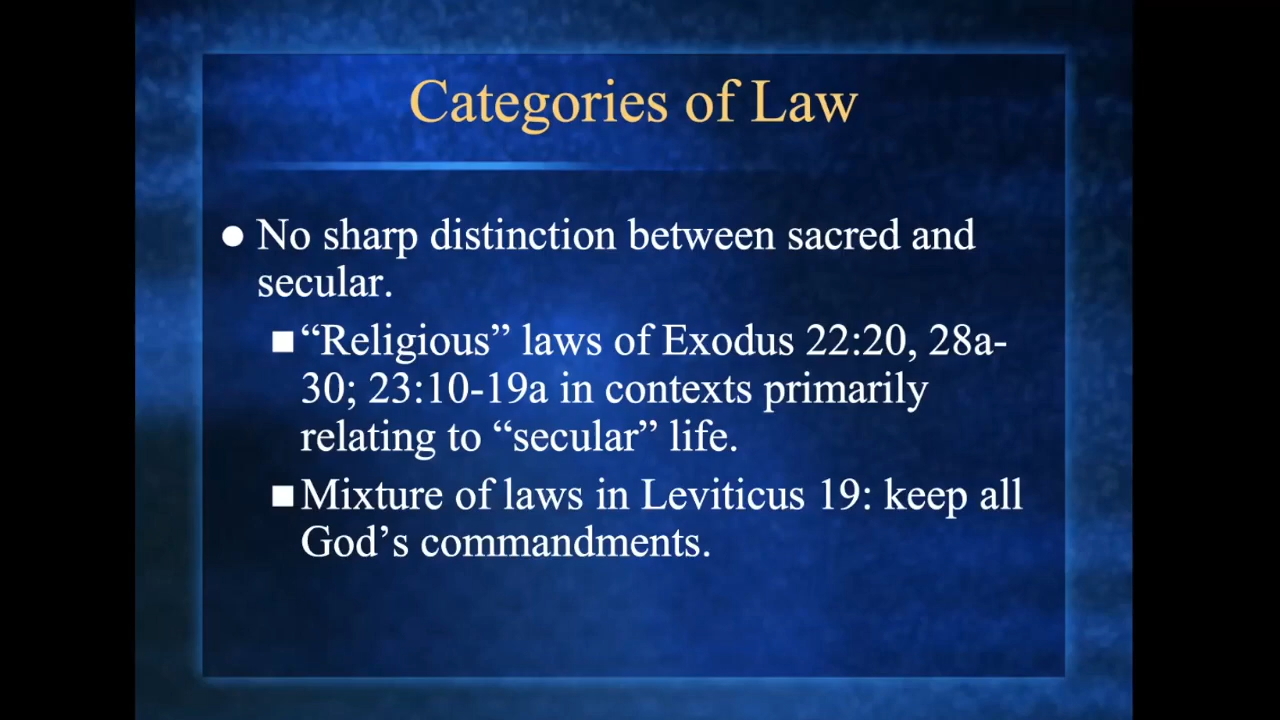 Categories of Law
● No sharp distinction between sacred and
secular.
■ “Religious” laws of Exodus 22:20, 28a-
30; 23:10-19a in contexts primarily
relating to “secular” life.
■ Mixture of laws in Leviticus 19: keep all
God’s commandments.